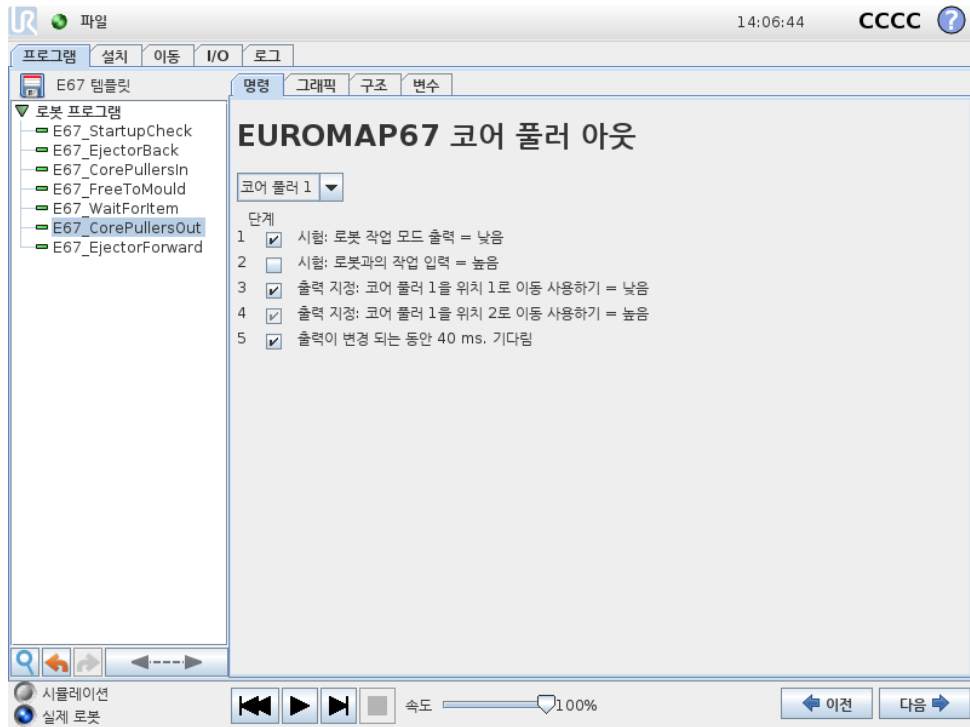 UR 파일 14:06:44 CCCC ?
프로그램 설치 이동 I/O 로그
E67 템플릿
명령 그래픽 구조 변수
로봇 프로그램
E67_StartupCheck
E67_EjectorBack
E67_CorePullersIn
E67_FreeToMould
E67_WaitForItem
E67_CorePullersOut
E67_EjectorForward
EUROMAP67 코어 풀러 아웃
코어 풀러 1
단계
1 시험: 로봇 작업 모드 출력 = 낮음
2 시험: 로봇과의 작업 입력 = 높음
3 출력 지정: 코어 풀러 1을 위치 1로 이동 사용하기 = 낮음
4 출력 지정: 코어 풀러 1을 위치 2로 이동 사용하기 = 높음
5 출력이 변경 되는 동안 40 ms. 기다림
시뮬레이션
실제 로봇
속도 100%
이전 다음